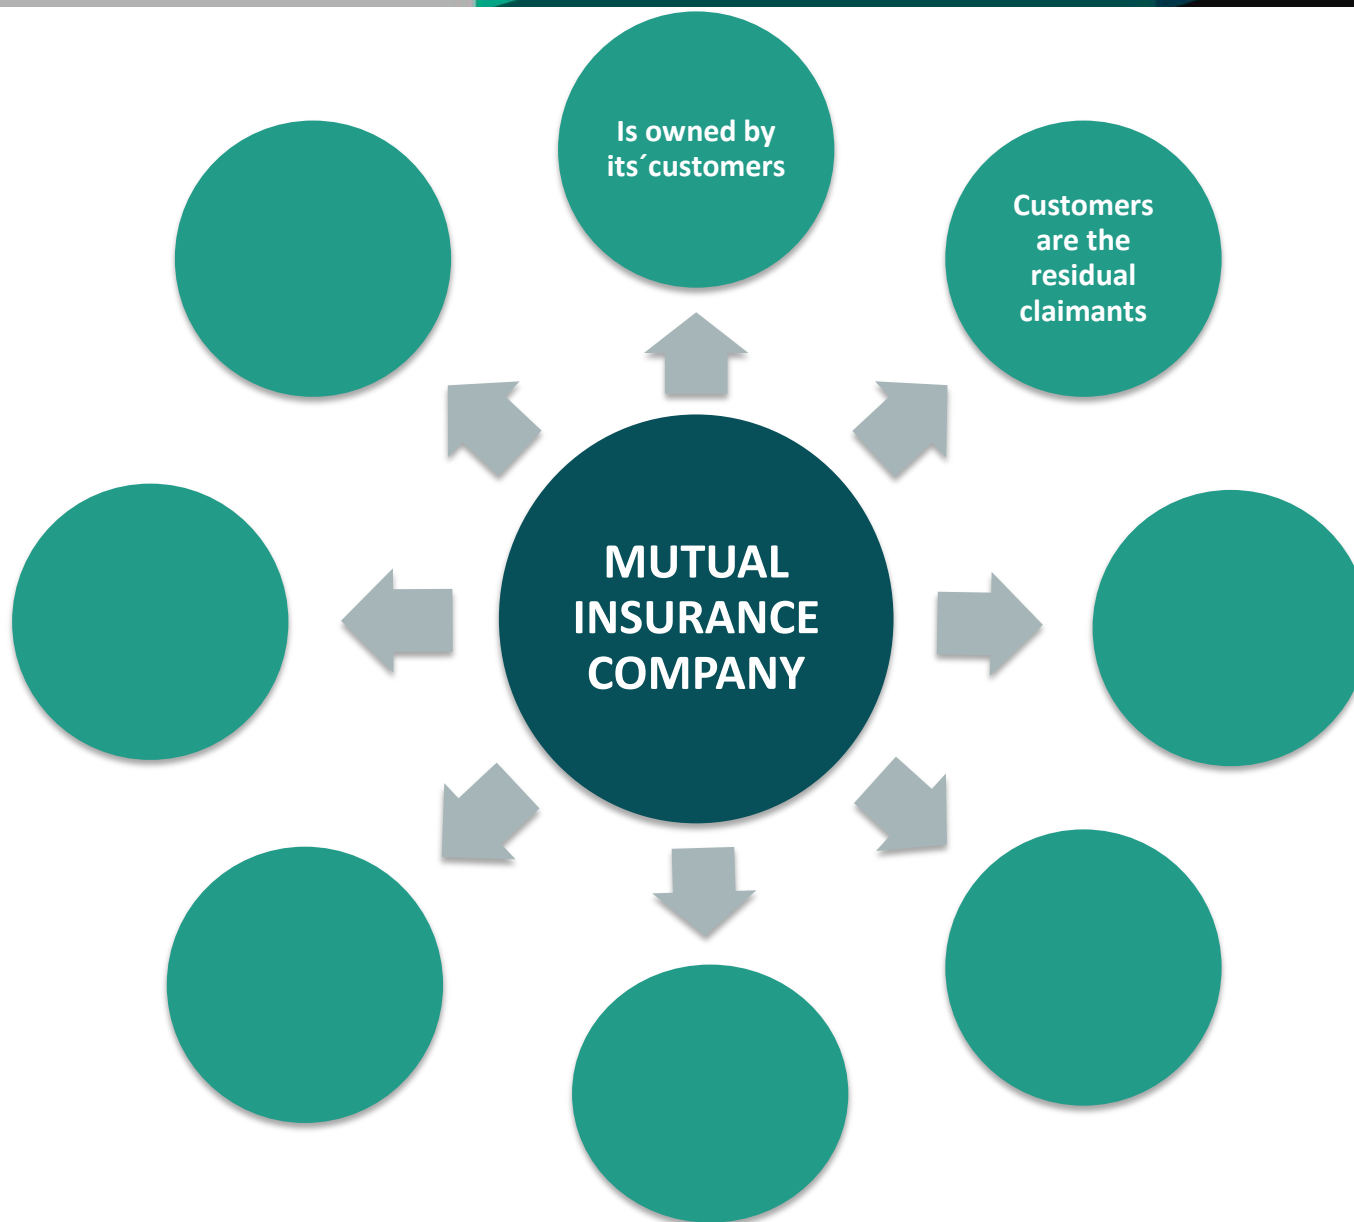 Is owned by
its´customers
Customers
are the
residual
claimants
MUTUAL
INSURANCE
COMPANY